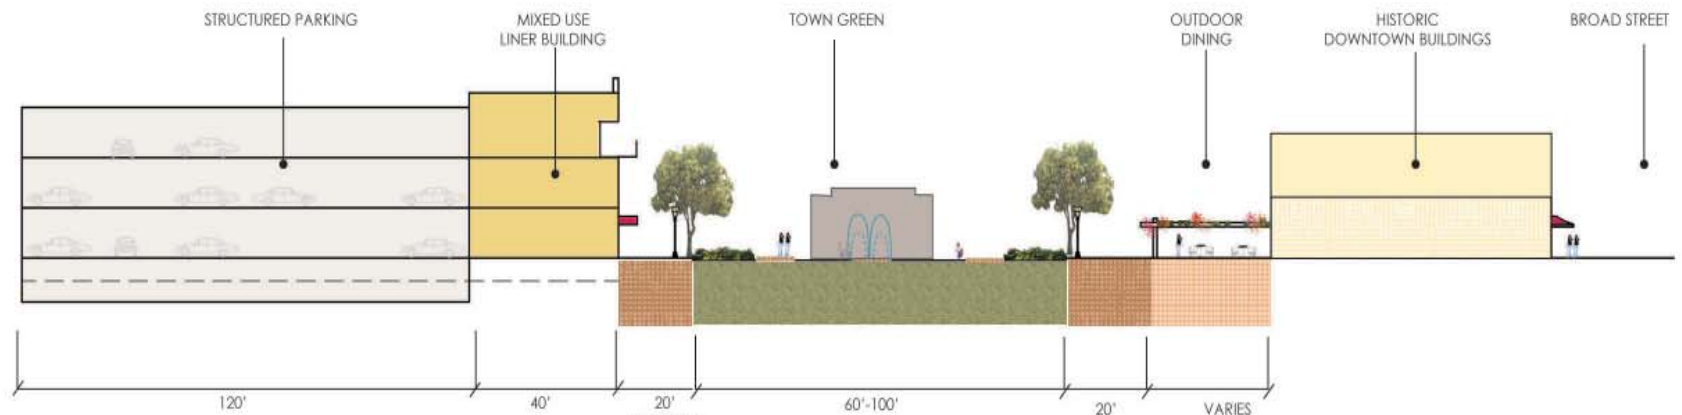 STRUCTURED PARKING
MIXED USE
LINER BUILDING
TOWN GREEN
OUTDOOR
DINING
HISTORIC
DOWNTOWN BUILDINGS
BROAD STREET
120'
40'
20'
60'-100'
20'
VARIES